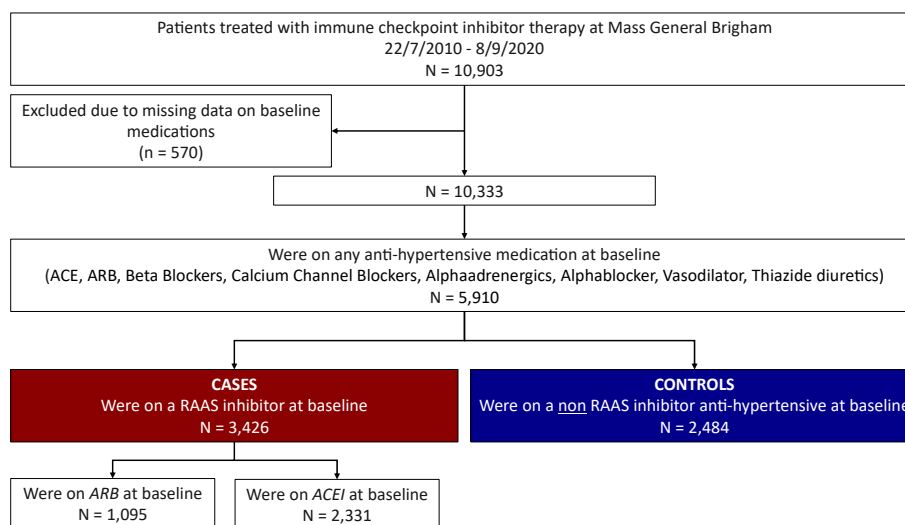 Patients treated with immune checkpoint inhibitor therapy at Mass General Brigham
22/7/2010 - 8/9/2020
N = 10,903
Excluded due to missing data on baseline
medications
(n = 570)
N = 10,333
Were on any anti-hypertensive medication at baseline
(ACE, ARB, Beta Blockers, Calcium Channel Blockers, Alphaadrenergics, Alphablocker, Vasodilator, Thiazide diuretics)
N = 5,910
CASES
Were on a RAAS inhibitor at baseline
N = 3,426
CONTROLS
Were on a non RAAS inhibitor anti-hypertensive at baseline
N = 2,484
Were on ARB at baseline
N = 1,095
Were on ACEI at baseline
N = 2,331